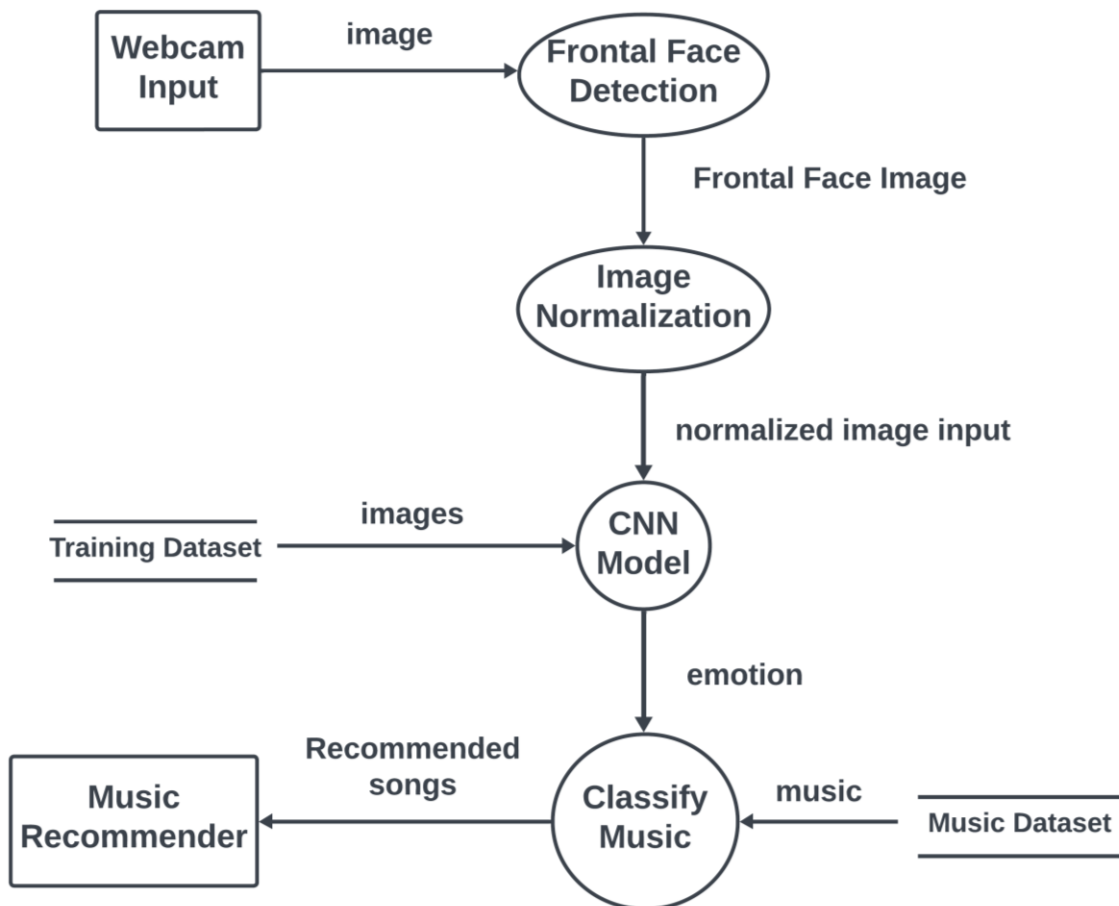 Webcam
Input
image
Frontal Face
Detection
Frontal Face Image
Image
Normalization
normalized image input
Training Dataset
images
CNN
Model
emotion
Music
Recommender
Recommended
songs
Classify
Music
music
Music Dataset